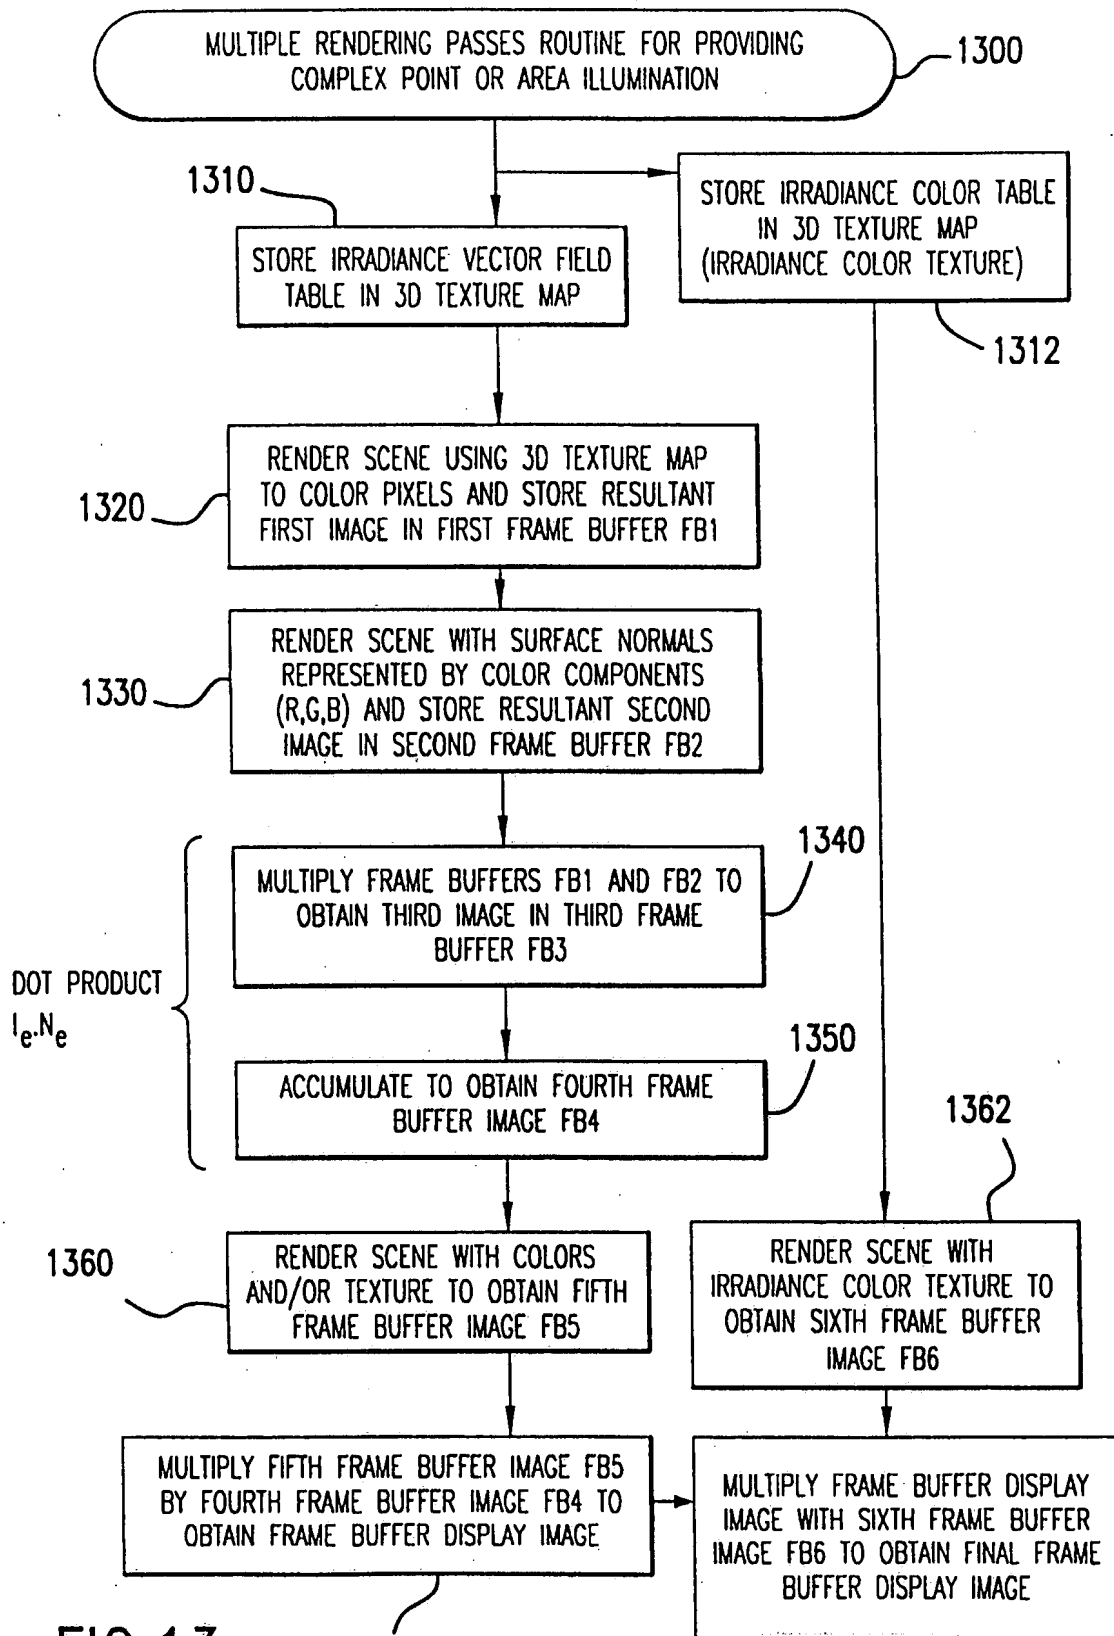 MULTIPLE RENDERING PASSES ROUTINE FOR PROVIDING
COMPLEX POINT OR AREA ILLUMINATION
1300
1310
STORE IRRADIANCE VECTOR FIELD
TABLE IN 3D TEXTURE MAP
STORE IRRADIANCE COLOR TABLE
IN 3D TEXTURE MAP
(IRRADIANCE COLOR TEXTURE)
1312
RENDER SCENE USING 3D TEXTURE MAP
TO COLOR PIXELS AND STORE RESULTANT
FIRST IMAGE IN FIRST FRAME BUFFER FB1
1320
RENDER SCENE WITH SURFACE NORMALS
REPRESENTED BY COLOR COMPONENTS
(R,G,B) AND STORE RESULTANT SECOND
IMAGE IN SECOND FRAME BUFFER FB2
1330
1340
MULTIPLY FRAME BUFFERS FB1 AND FB2 TO
OBTAIN THIRD IMAGE IN THIRD FRAME
BUFFER FB3
DOT PRODUCT
Ie.Ne
1350
ACCUMULATE TO OBTAIN FOURTH FRAME
BUFFER IMAGE FB4
1362
1360
RENDER SCENE WITH COLORS
AND/OR TEXTURE TO OBTAIN FIFTH
FRAME BUFFER IMAGE FB5
RENDER SCENE WITH
IRRADIANCE COLOR TEXTURE TO
OBTAIN SIXTH FRAME BUFFER
IMAGE FB6
MULTIPLY FIFTH FRAME BUFFER IMAGE FB5
BY FOURTH FRAME BUFFER IMAGE FB4 TO
OBTAIN FRAME BUFFER DISPLAY IMAGE
MULTIPLY FRAME BUFFER DISPLAY
IMAGE WITH SIXTH FRAME BUFFER
IMAGE FB6 TO OBTAIN FINAL FRAME
BUFFER DISPLAY IMAGE
FIG.13